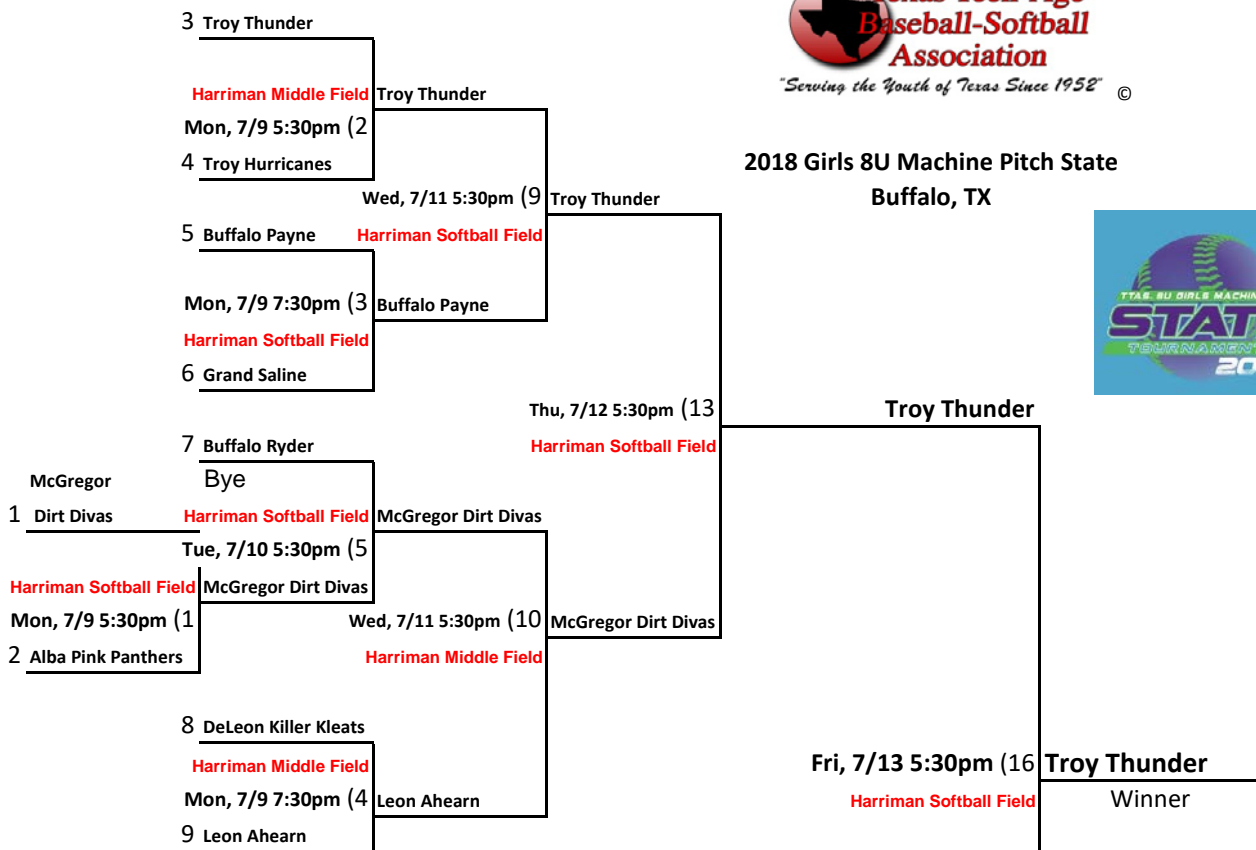 3 Troy Thunder
Baseball-Softball
Association
"Serving the Youth of Texas Since 1952" ©
Harriman Middle Field Troy Thunder
Mon, 7/9 5:30pm (2
4 Troy Hurricanes
2018 Girls 8U Machine Pitch State
Buffalo, TX
Wed, 7/11 5:30pm (9 Troy Thunder
5 Buffalo Payne Harriman Softball Field
Mon, 7/9 7:30pm (3 Buffalo Payne
Harriman Softball Field
6 Grand Saline
GIRLS
STAT
TOURNAMENT
20
Thu, 7/12 5:30pm (13 Troy Thunder
Harriman Softball Field
7 Buffalo Ryder
McGregor Bye
1 Dirt Divas Harriman Softball Field McGregor Dirt Divas
Tue, 7/10 5:30pm (5
Harriman Softball Field McGregor Dirt Divas
Mon, 7/9 5:30pm (1 Wed, 7/11 5:30pm (10 McGregor Dirt Divas
2 Alba Pink Panthers Harriman Middle Field
8 DeLeon Killer Kleats
Harriman Middle Field
Fri, 7/13 5:30pm (16 Troy Thunder
Mon, 7/9 7:30pm (4 Leon Ahearn Harriman Softball Field Winner
9 Leon Ahearn